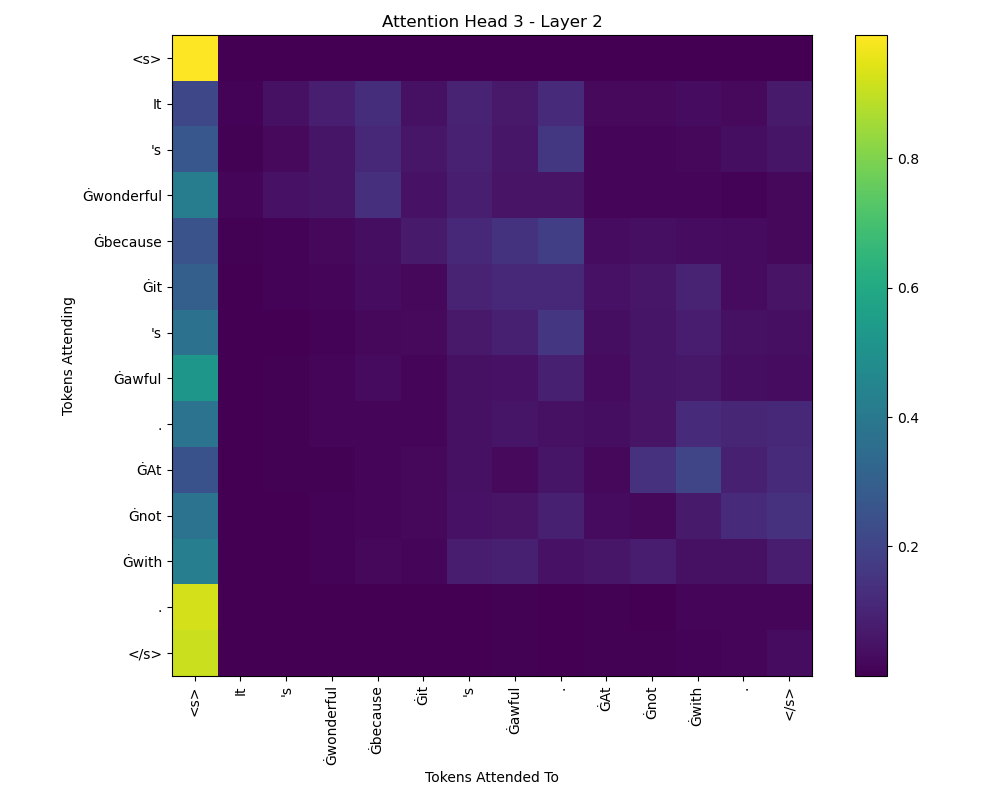 Attention Head 3 - Layer 2
Tokens Attending
<s>
It
's
Ġwonderful
Ġbecause
Ġit
's
Ġawful
.
ĠAt
Ġnot
Ġwith
.
</s>
<s>
It
's
Ġwonderful
Ġbecause
Ġit
's
Ġawful
.
ĠAt
Ġnot
Ġwith
.
</s>
Tokens Attended To
0.8
0.6
0.4
0.2